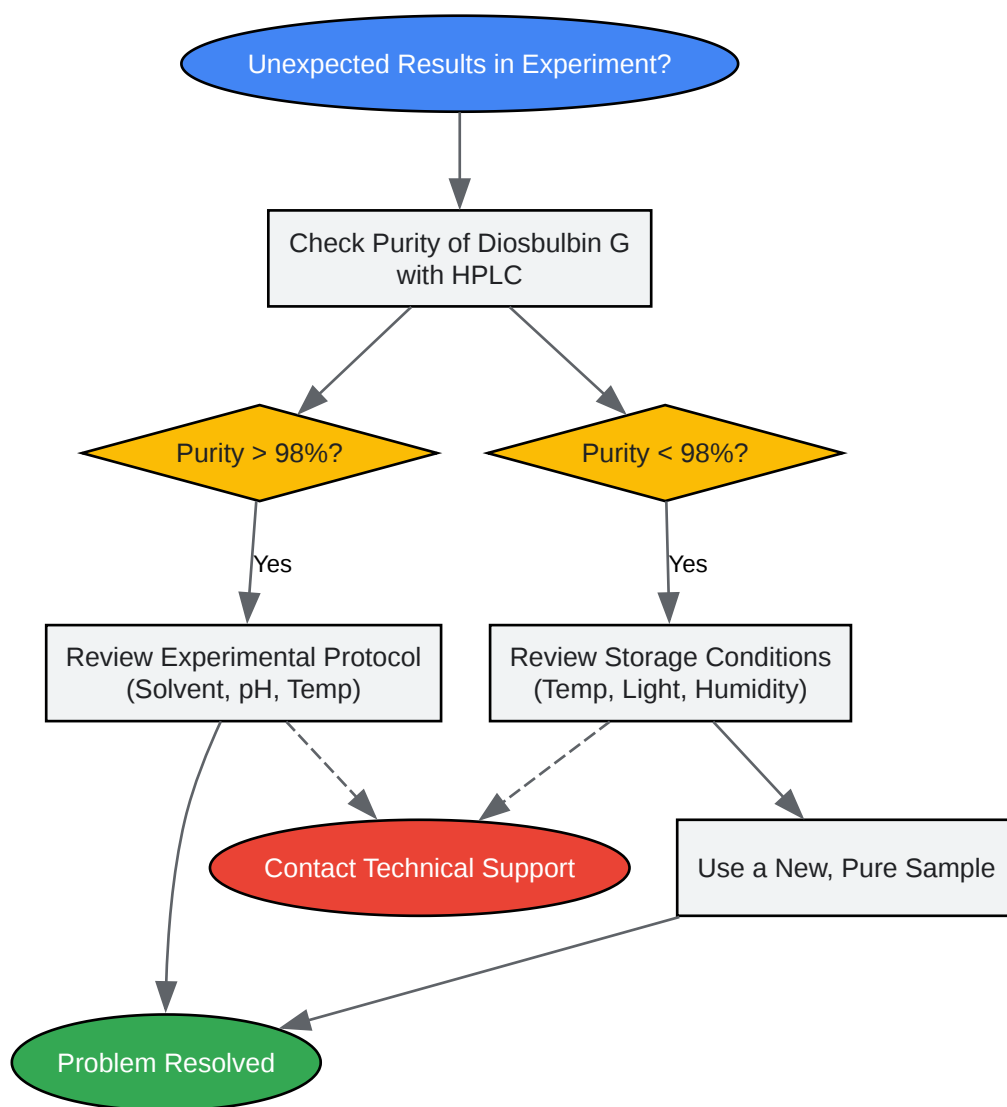 Unexpected Results in Experiment?
Check Purity of Diosbulbin G
with HPLC
Purity > 98%?
Purity < 98%?
Yes
Yes
Review Experimental Protocol
(Solvent, pH, Temp)
Review Storage Conditions
(Temp, Light, Humidity)
Contact Technical Support
Use a New, Pure Sample
Problem Resolved